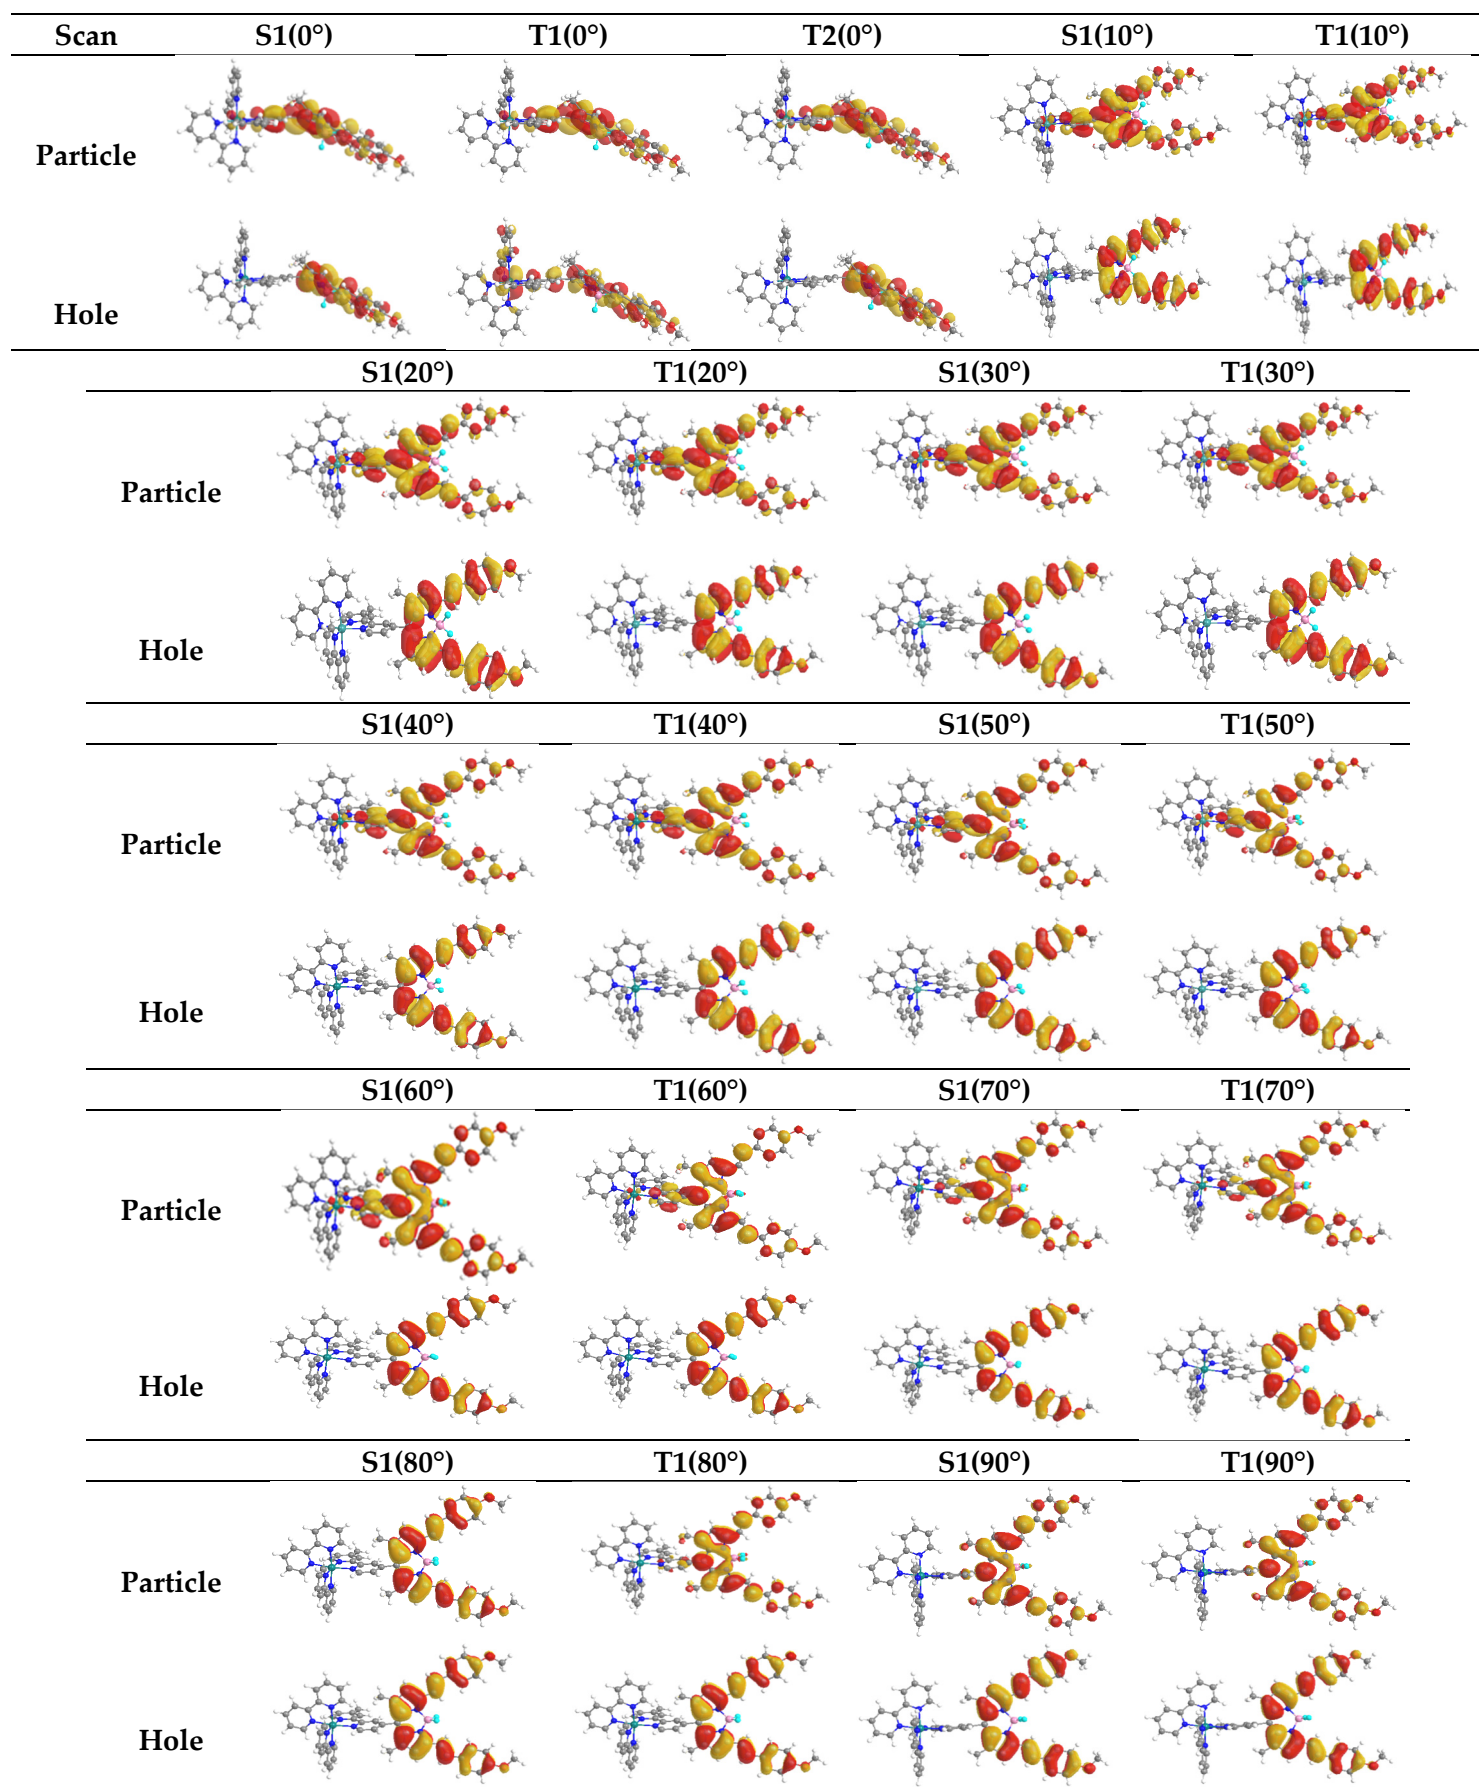 Scan S1(0°) T1(0°) T2(0°) S1(10°) T1(10°)
Particle
Hole
S1(20°) T1(20°) S1(30°) T1(30°)
Particle
Hole
S1(40°) T1(40°) S1(50°) T1(50°)
Particle
Hole
S1(60°) T1(60°) S1(70°) T1(70°)
Particle
Hole
S1(80°) T1(80°) S1(90°) T1(90°)
Particle
Hole